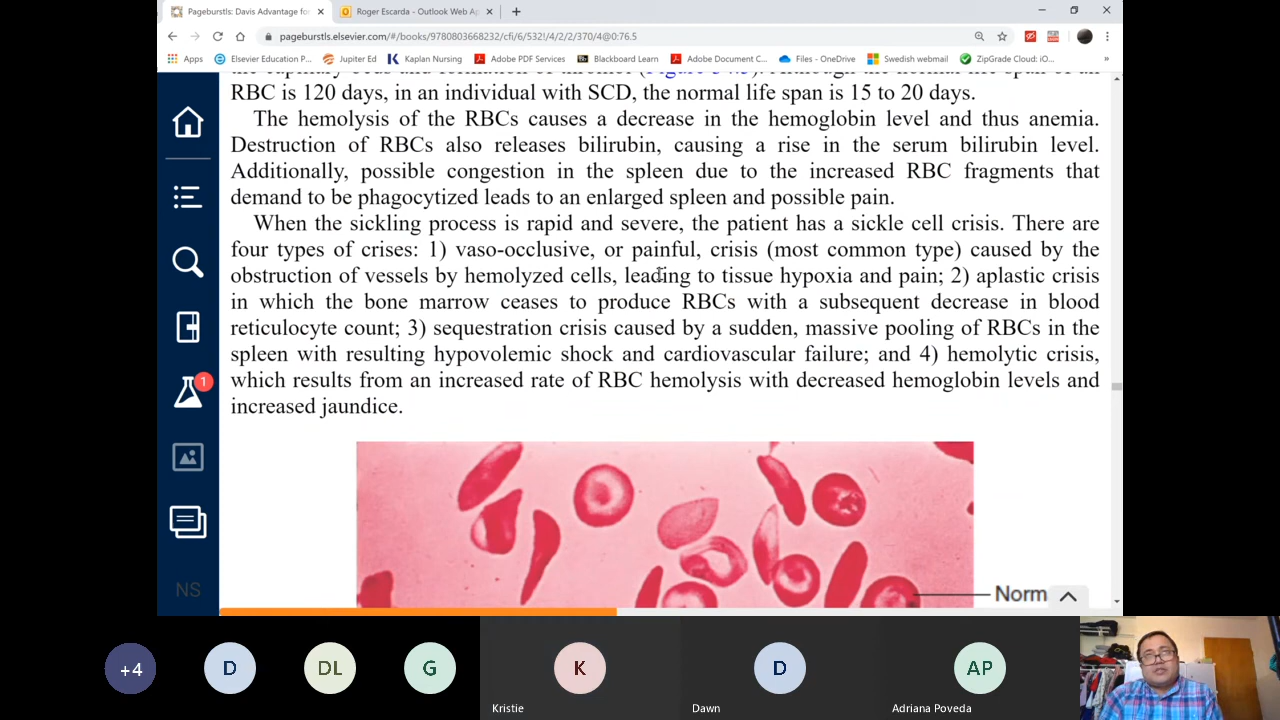 Pageburstls: Davis Advantage for
Roger Escarda - Outlook Web Ap
pageburstls.elsevier.com/#/books/9780803668232/cfi/6/532!/4/2/2/370/4@0:76.5
Apps
Elsevier Education P...
Jupiter Ed
Kaplan Nursing
Adobe PDF Services
Blackboard Learn
Adobe Document C...
Files - OneDrive
Swedish webmail
ZipGrade Cloud: iO...
»
RBC is 120 days, in an individual with SCD, the normal life span is 15 to 20 days.
The hemolysis of the RBCs causes a decrease in the hemoglobin level and thus anemia.
Destruction of RBCs also releases bilirubin, causing a rise in the serum bilirubin level.
Additionally, possible congestion in the spleen due to the increased RBC fragments that
demand to be phagocytized leads to an enlarged spleen and possible pain.
When the sickling process is rapid and severe, the patient has a sickle cell crisis. There are
four types of crises: 1) vaso-occlusive, or painful, crisis (most common type) caused by the
obstruction of vessels by hemolyzed cells, leading to tissue hypoxia and pain; 2) aplastic crisis
in which the bone marrow ceases to produce RBCs with a subsequent decrease in blood
reticulocyte count; 3) sequestration crisis caused by a sudden, massive pooling of RBCs in the
spleen with resulting hypovolemic shock and cardiovascular failure; and 4) hemolytic crisis,
which results from an increased rate of RBC hemolysis with decreased hemoglobin levels and
increased jaundice.
1
NS
Norm
+4
D
DL
G
K
D
AP
Kristie
Dawn
Adriana Poveda